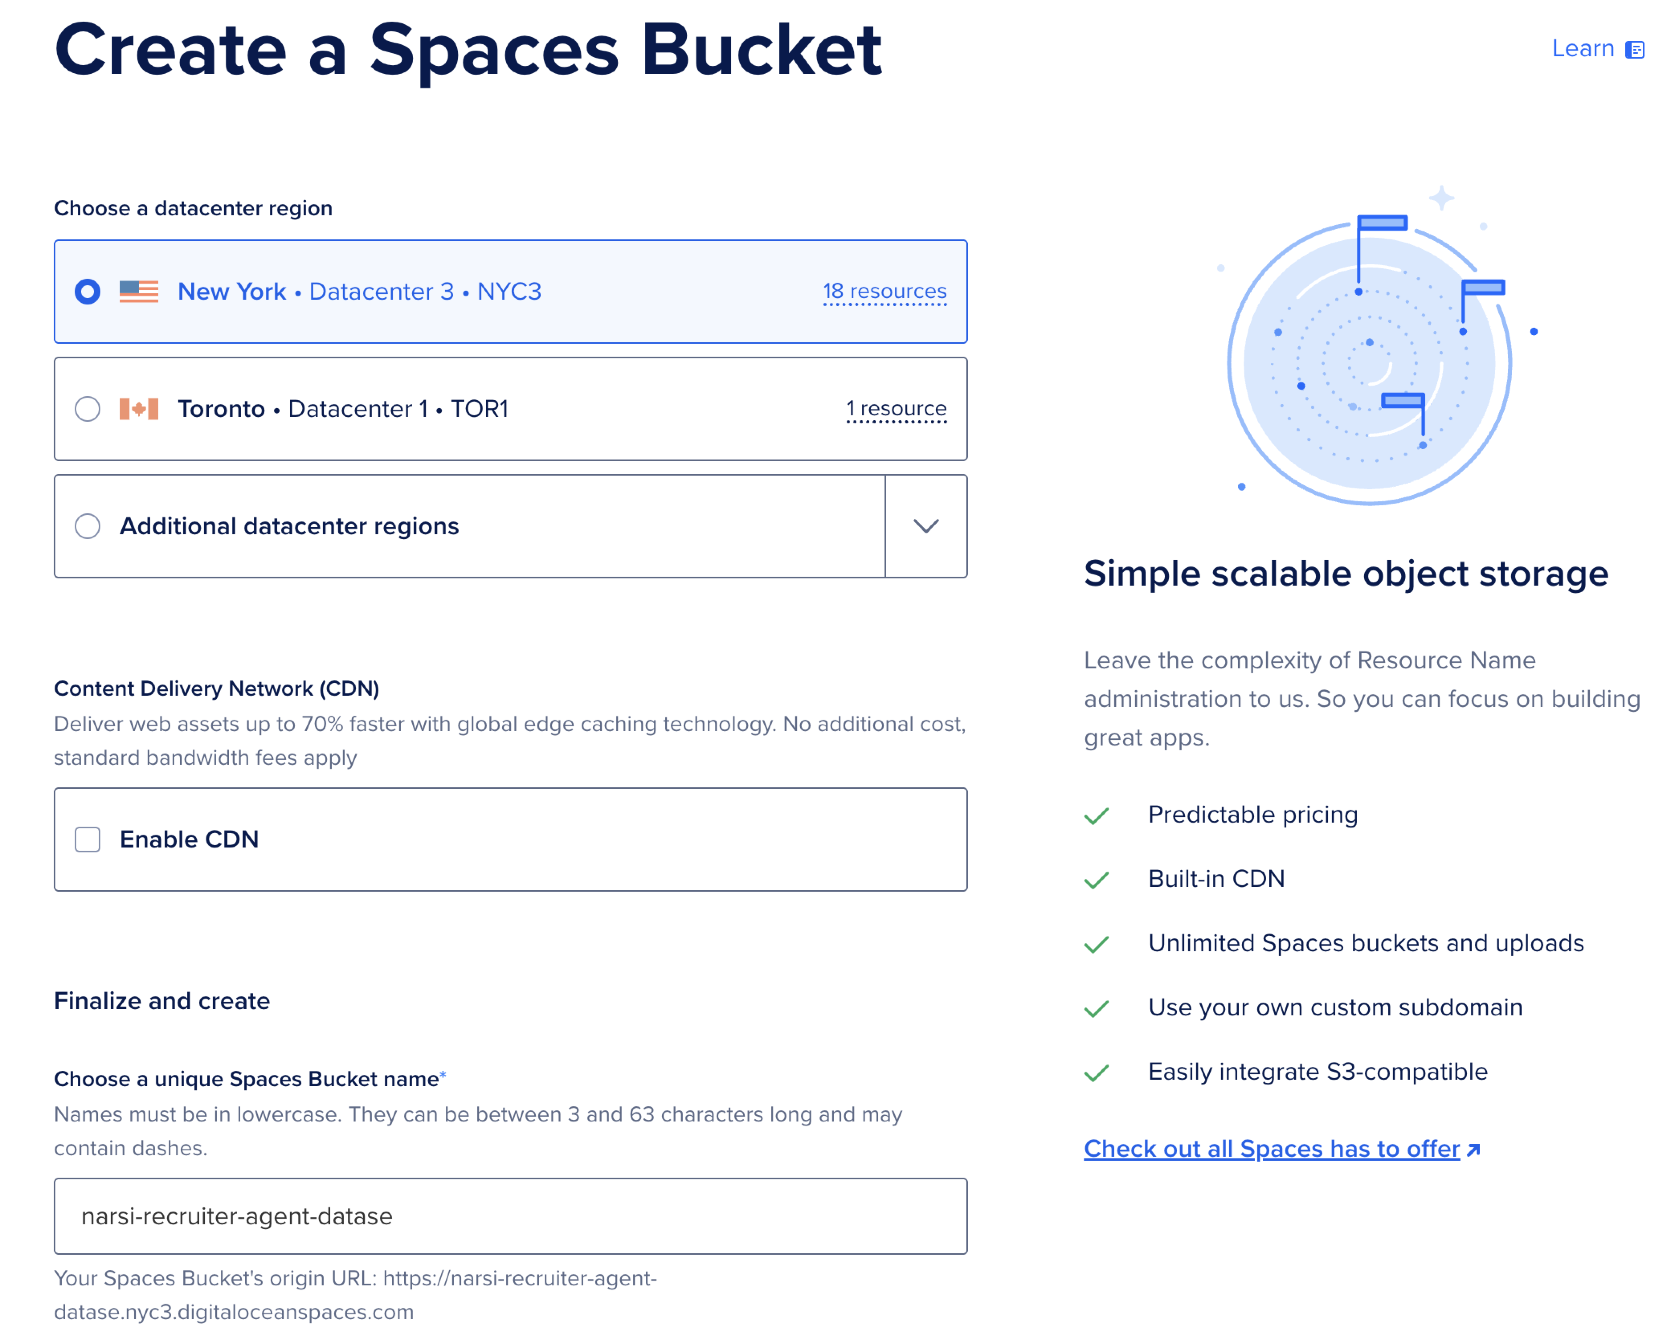 Create a Spaces Bucket
Learn
Choose a datacenter region
New York • Datacenter 3 • NYC3
18 resources
Toronto • Datacenter 1 • TOR1
1 resource
Additional datacenter regions
Content Delivery Network (CDN)
Deliver web assets up to 70% faster with global edge caching technology. No additional cost,
standard bandwidth fees apply
Enable CDN
Finalize and create
Choose a unique Spaces Bucket name*
Names must be in lowercase. They can be between 3 and 63 characters long and may
contain dashes.
narsi-recruiter-agent-datase
Your Spaces Bucket's origin URL: https://narsi-recruiter-agent-
datase.nyc3.digitaloceanspaces.com
Simple scalable object storage
Leave the complexity of Resource Name
administration to us. So you can focus on building
great apps.
Predictable pricing
Built-in CDN
Unlimited Spaces buckets and uploads
Use your own custom subdomain
Easily integrate S3-compatible
Check out all Spaces has to offer